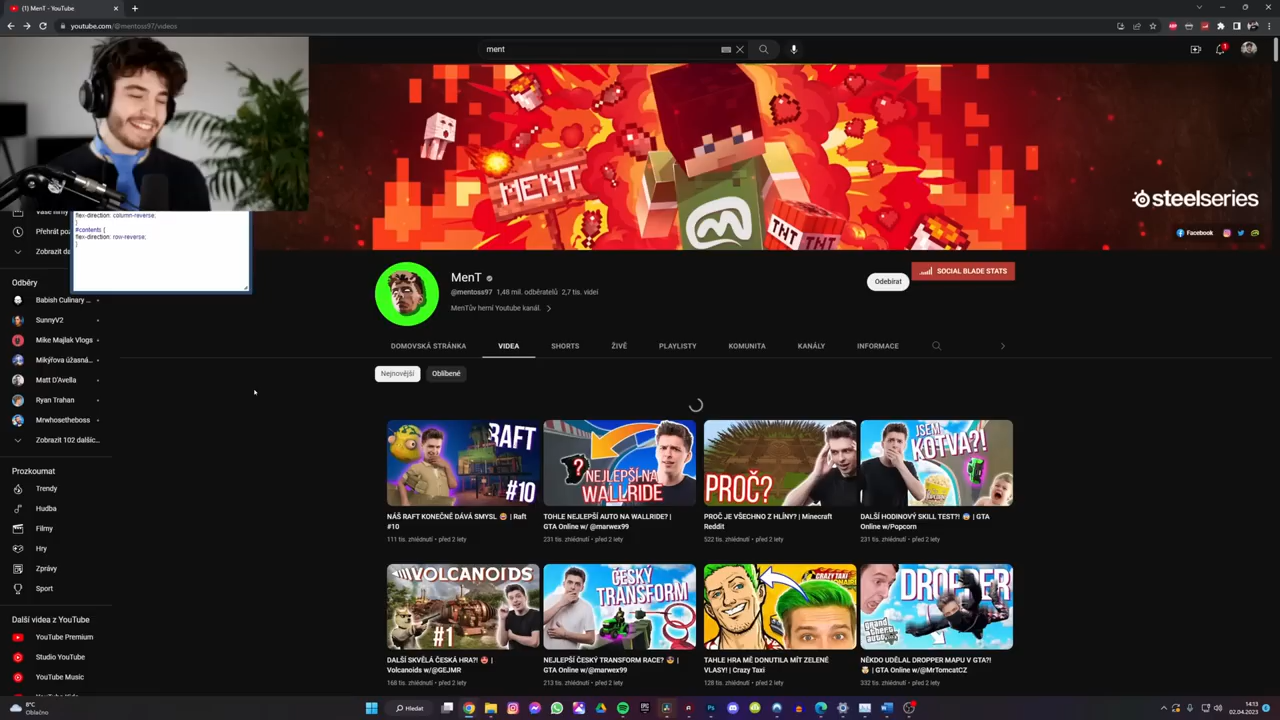 (1) MenT - YouTube
youtube.com/@mentoss97/videos
ment
MENT
TNT
TNT
steelseries
Facebook
flex-direction: column-reverse;
}
#contents {
flex-direction: row-reverse;
}
Vaše filmy
Zobrazit
Odběry
Babish Culinary ...
SunnyV2
Mike Majlak Vlogs
Mikýřova úžasná...
Matt D'Avella
Ryan Trahan
Mrwhosetheboss
Zobrazit 102 dalšíc...
Prozkoumat
Trendy
Hudba
Filmy
Hry
Zprávy
Sport
Další videa z YouTube
YouTube Premium
Studio YouTube
YouTube Music
MenT
@mentoss97 1,48 mil. odběratelů 2,7 tis. videí
MenTův herní Youtube kanál.
Odebírat
SOCIAL BLADE STATS
DOMOVSKÁ STRÁNKA VIDEA SHORTS ŽIVĚ PLAYLISTY KOMUNITA KANÁLY INFORMACE
Nejnovější Oblíbené
RAFT
#10
? NEJLEPŠÍ NA
WALLRIDE
PROČ?
JSEM
KOTVA?!
NÁŠ RAFT KONEČNĚ DÁVÁ SMYSL | Raft
#10
111 tis. zhlédnutí • před 2 lety
TOHLE NEJLEPŠÍ AUTO NA WALLRIDE? |
GTA Online w/ @marwex99
231 tis. zhlédnutí • před 2 lety
PROČ JE VŠECHNO Z HLÍNY? | Minecraft
Reddit
522 tis. zhlédnutí • před 2 lety
DALŠÍ HODINOVÝ SKILL TEST?! | GTA
Online w/Popcorn
231 tis. zhlédnutí • před 2 lety
VOLCANOIDS
#1
ČESKÝ
TRANSFORM
CRAZY TAXI
DROPPER
grand
theft
auto
DALŠÍ SKVĚLÁ ČESKÁ HRA?! |
Volcanoids w/@GEJMR
168 tis. zhlédnutí • před 2 lety
NEJLEPŠÍ ČESKÝ TRANSFORM RACE? |
GTA Online w/@marwex99
213 tis. zhlédnutí • před 2 lety
TAHLE HRA MĚ DONUTILA MÍT ZELENÉ
VLASY! | Crazy Taxi
128 tis. zhlédnutí • před 2 lety
NĚKDO UDĚLAL DROPPER MAPU V GTA?!
| GTA Online w/@MrTomcatCZ
332 tis. zhlédnutí • před 2 lety
8°C
Oblačno
Hledat
14:13
02.04.2023